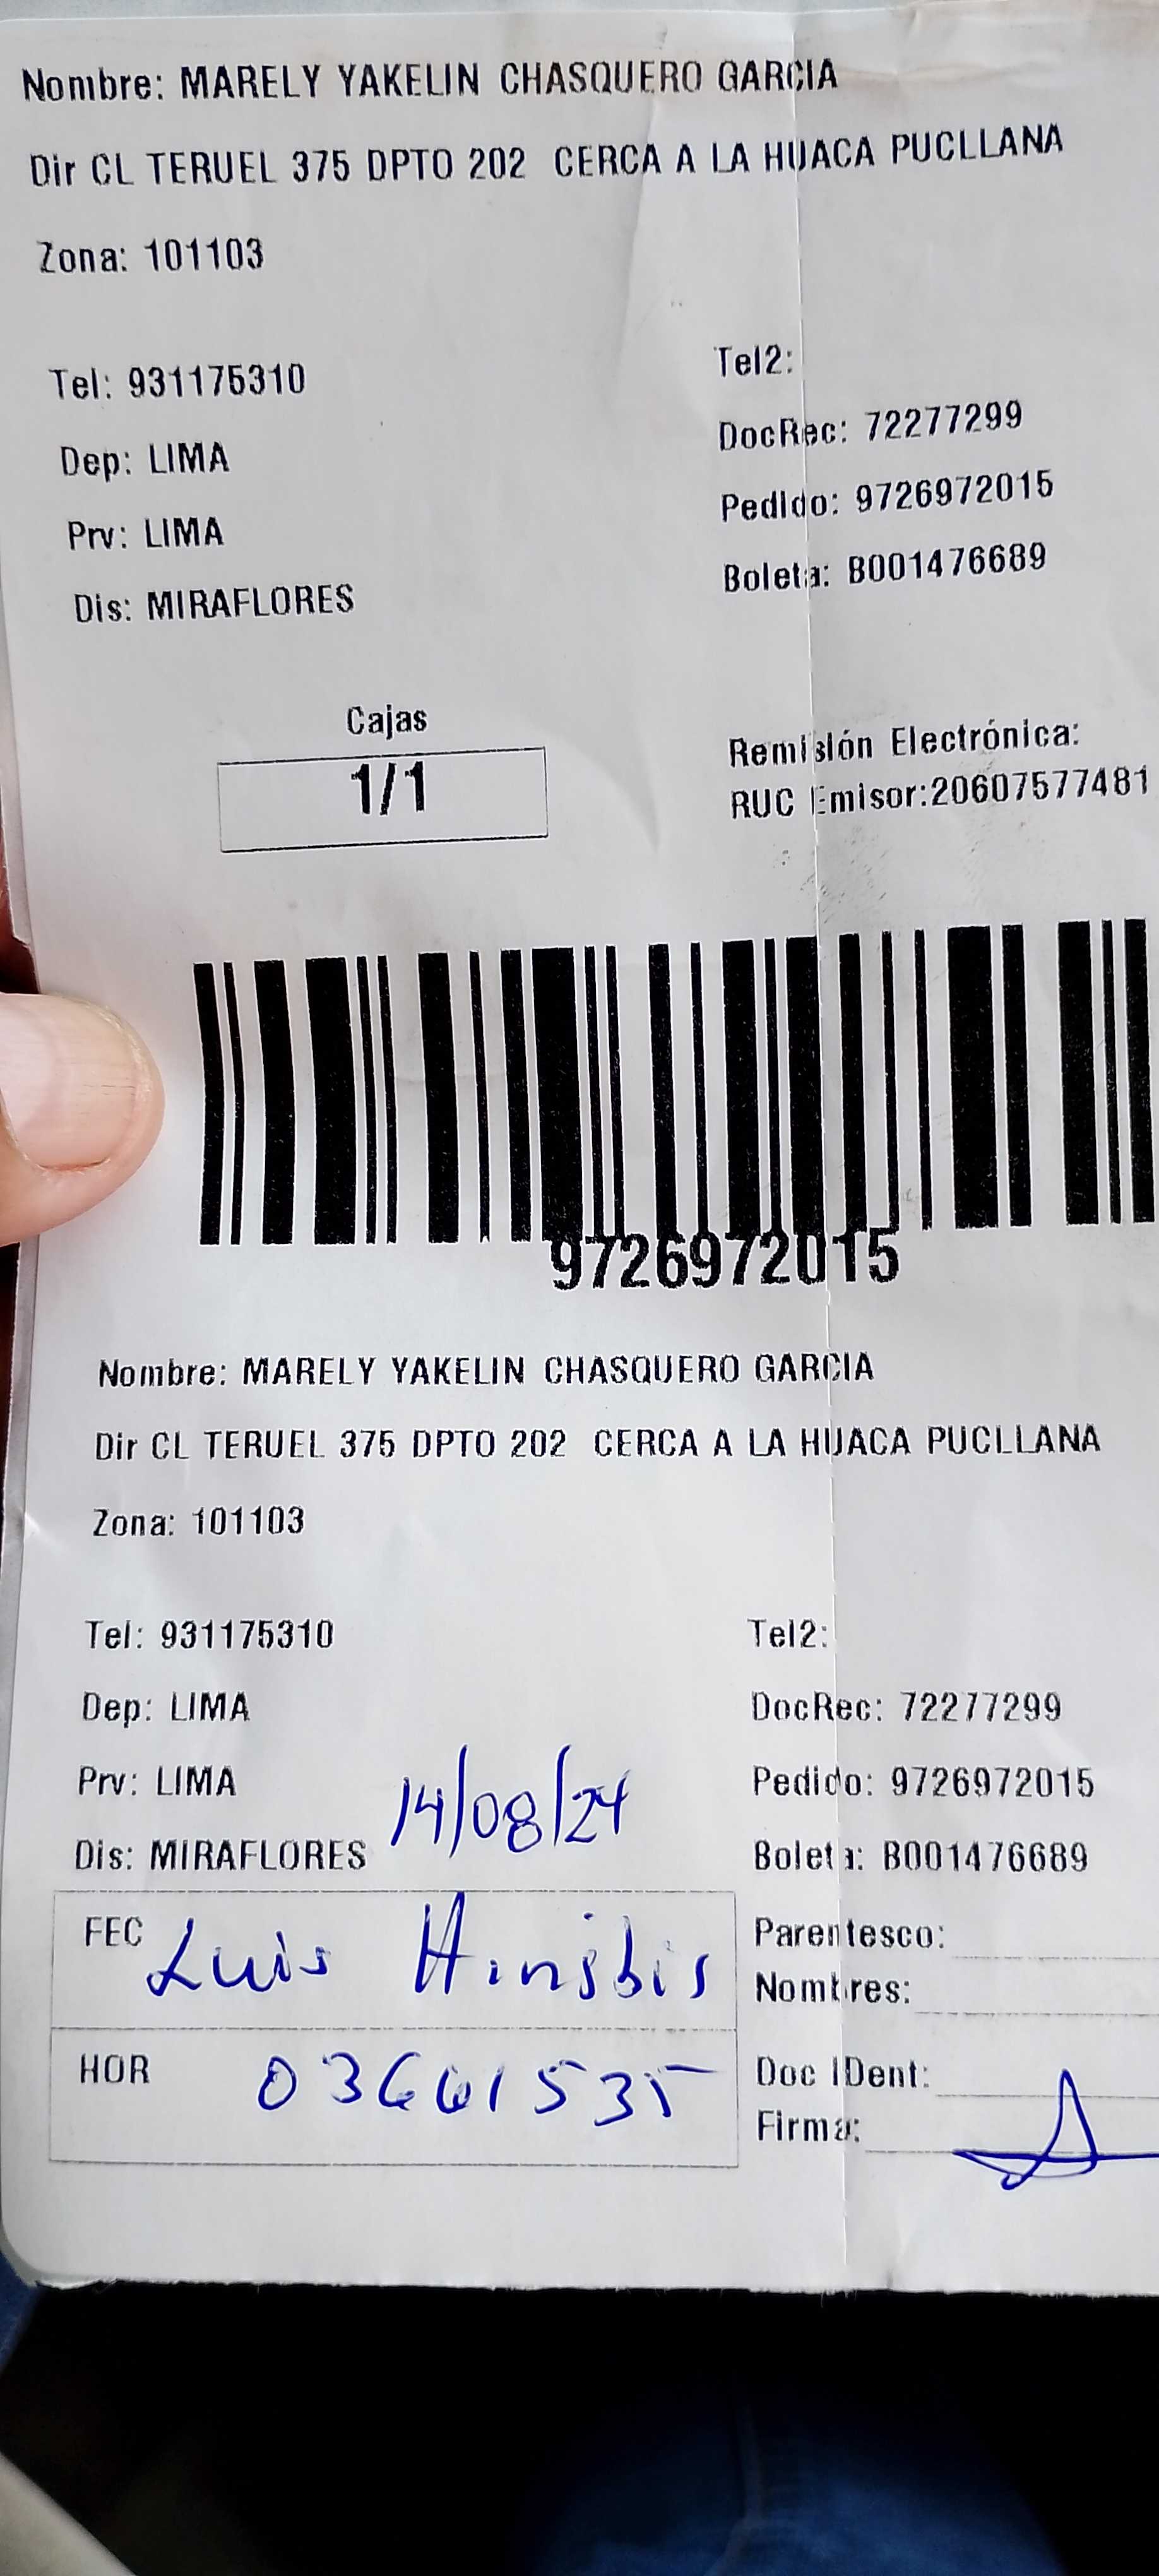 Nombre: MARELY YAKELIN CHASQUERO GARCIA
Dir CL TERUEL 375 DPTO 202 CERCA A LA HUACA PUCLLANA
Zona: 101103
Tel: 931175310
Tel2:
Dep: LIMA
DocRec: 72277299
Prv: LIMA
Pedido: 9726972015
Dis: MIRAFLORES
Boleta: B001476689
Cajas
1/1
Remisión Electrónica:
RUC Emisor:20607577481
9726972015
Nombre: MARELY YAKELIN CHASQUERO GARCIA
Dir CL TERUEL 375 DPTO 202 CERCA A LA HUACA PUCLLANA
Zona: 101103
Tel: 931175310
Tel2:
Dep: LIMA
DocRec: 72277299
Prv: LIMA
Pedido: 9726972015
14/08/24
Dis: MIRAFLORES
Boleta: B001476689
FEC Luis
Parentesco:
Nombres:
HOR 03661535
Doc IDent:
Firma: